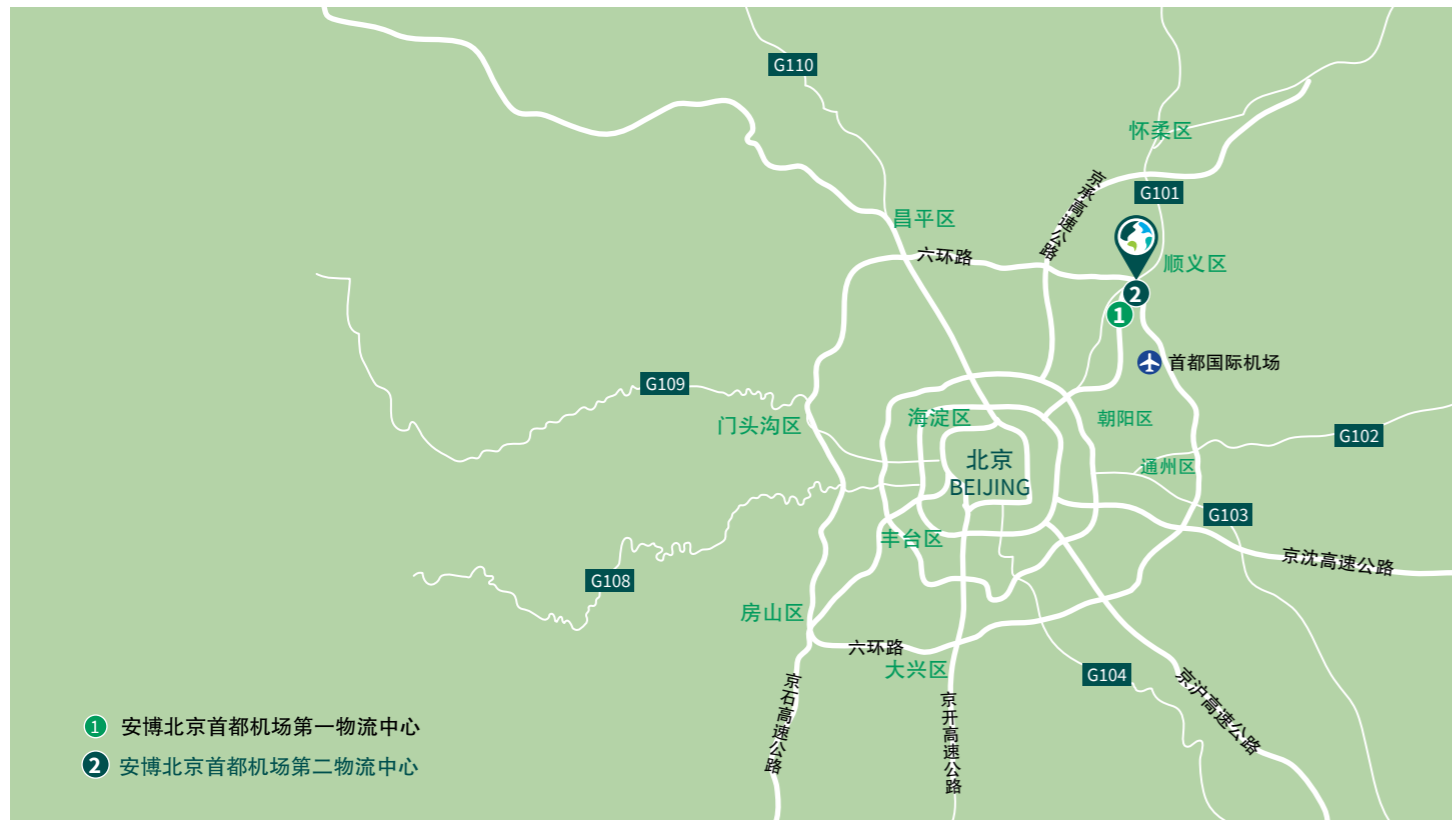 G110
怀柔区
京承高速公路
G101
昌平区
六环路
顺义区
2
1
首都国际机场
G109
门头沟区
海淀区
朝阳区
G102
北京
BEIJING
通州区
G103
丰台区
京沈高速公路
G108
房山区
六环路
大兴区
G104
京石高速公路
京开高速公路
京沪高速公路
1 安博北京首都机场第一物流中心
2 安博北京首都机场第二物流中心